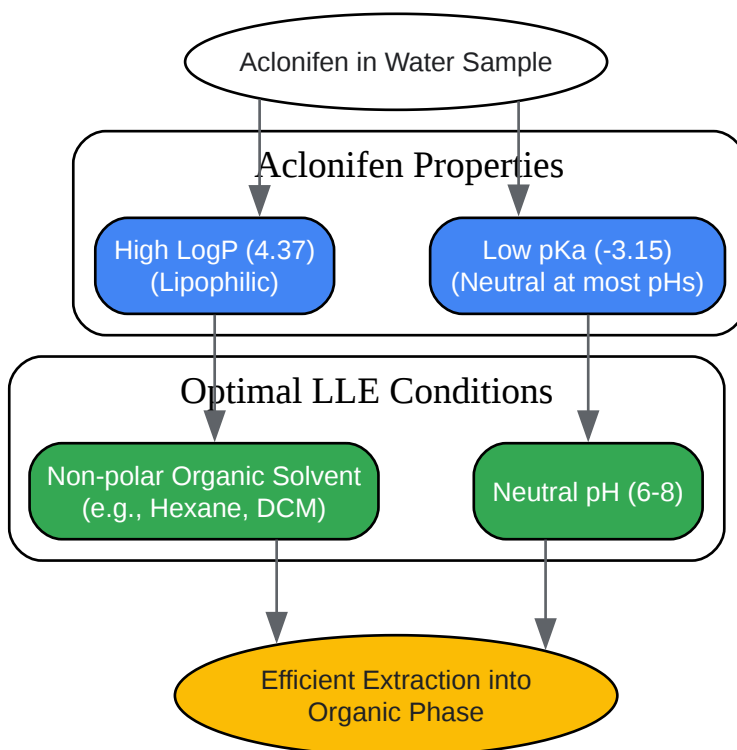 Aclonifen in Water Sample
Aclonifen Properties
High LogP (4.37)
(Lipophilic)
Low pKa (-3.15)
(Neutral at most pHs)
Optimal LLE Conditions
Non-polar Organic Solvent
(e.g., Hexane, DCM)
Neutral pH (6-8)
Efficient Extraction into
Organic Phase